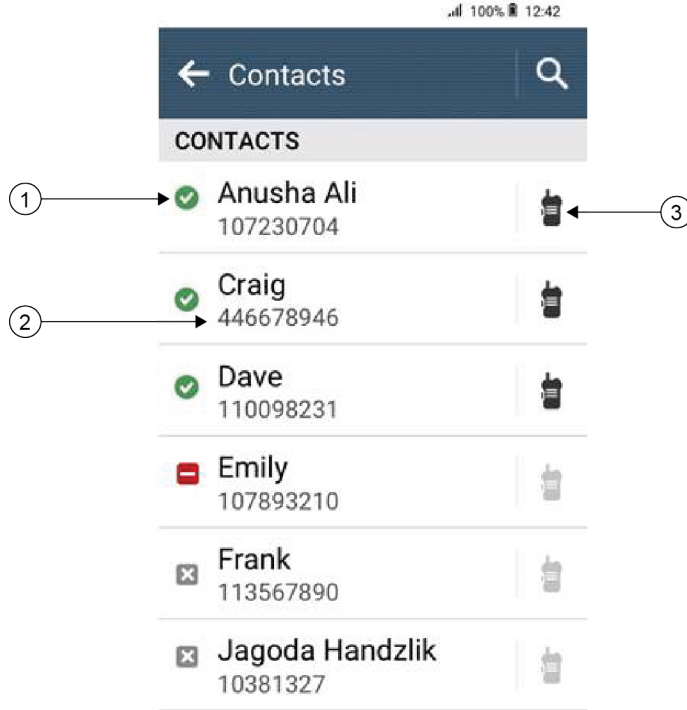 100% 12:42
Contacts
CONTACTS
1
Anusha Ali
107230704
3
Craig
446678946
2
Dave
110098231
Emily
107893210
Frank
113567890
Jagoda Handzlik
10381327